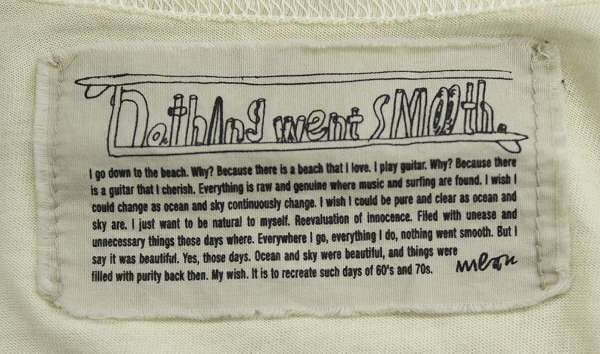 Nothing went smooth.
I go down to the beach. Why? Because there is a beach that I love. I play guitar. Why? Because there
is a guitar that I cherish. Everything is raw and genuine where music and surfing are found. I wish I
could change as ocean and sky continuously change. I wish I could be pure and clear as ocean and
sky are. I just want to be natural to myself. Reevaluation of innocence. Filled with unease and
unnecessary things these days where. Everywhere I go, everything I do, nothing went smooth. But I
say it was beautiful. Yes, those days. Ocean and sky were beautiful, and things were
filled with purity back then. My wish. It is to recreate such days of 60's and 70s.